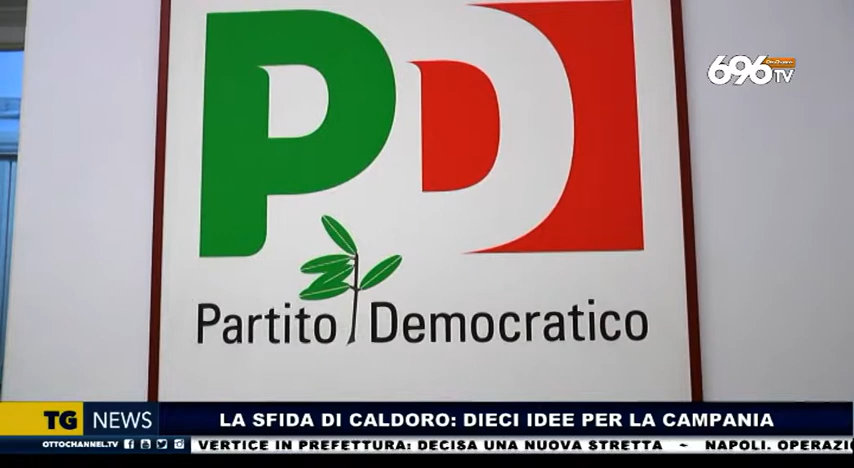 PD
696
TV
Partito Democratico
TG NEWS
LA SFIDA DI CALDORO: DIECI IDEE PER LA CAMPANIA
OTTOCHANNEL.TV
VERTICE IN PREFETTURA: DECISA UNA NUOVA STRETTA ~ NAPOLI. OPERAZIO